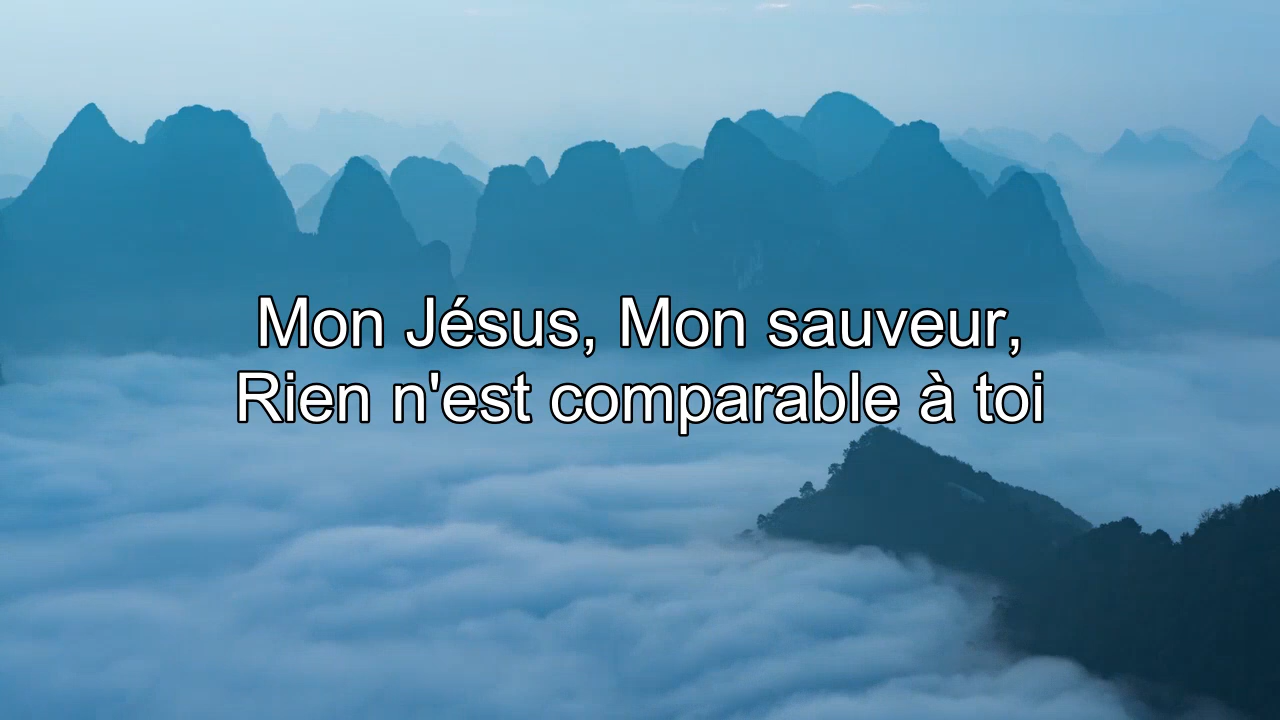 Mon Jésus, Mon sauveur,
Rien n'est comparable à toi